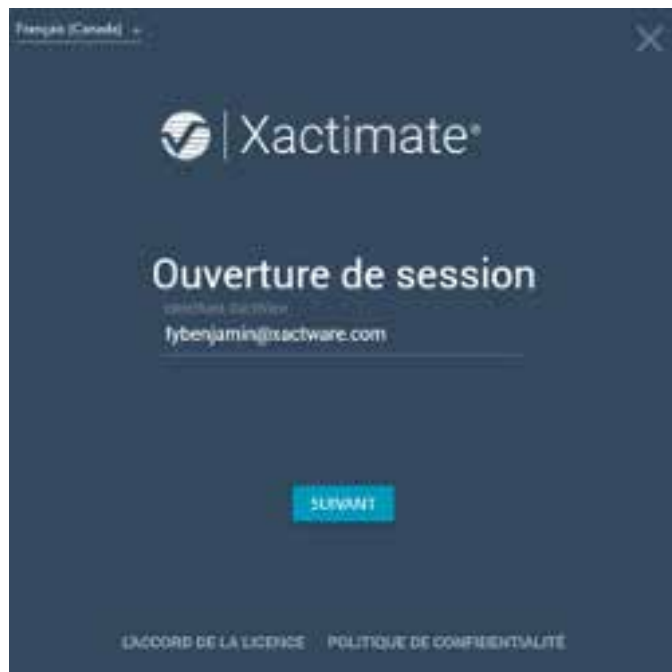 Français (Canada)
Xactimate®
Ouverture de session
fybenjamin@xactware.com
SUIVANT
L'ACCORD DE LA LICENCE POLITIQUE DE CONFIDENTIALITÉ